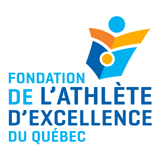 FONDATION
DE L'ATHLÈTE
D'EXCELLENCE
DU QUÉBEC